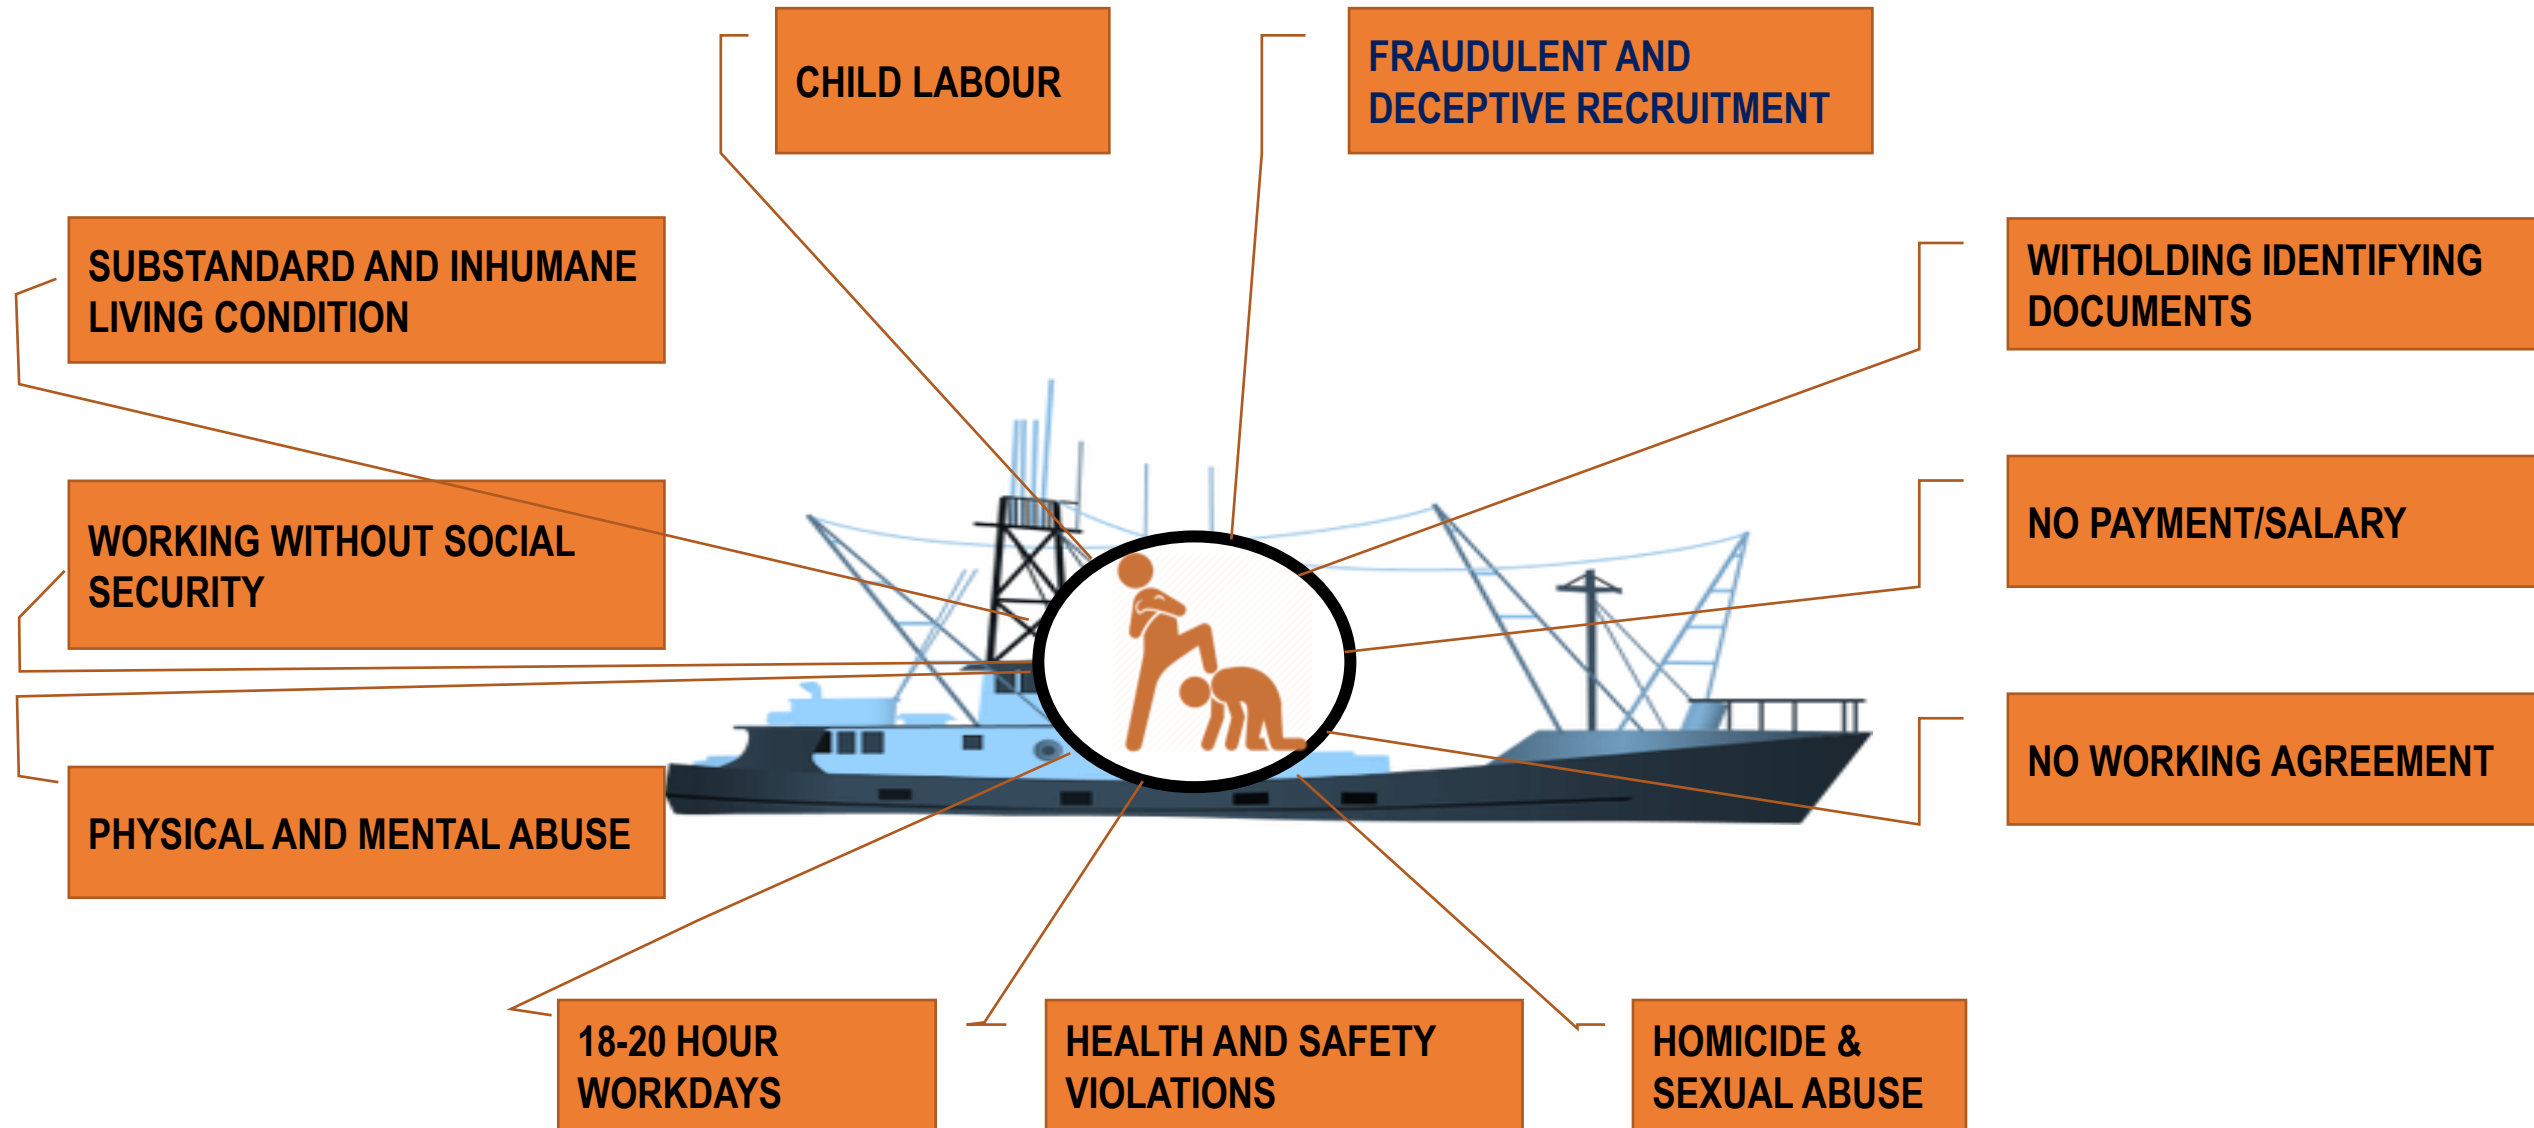 CHILD LABOUR
FRAUDULENT AND
DECEPTIVE RECRUITMENT
SUBSTANDARD AND INHUMANE
LIVING CONDITION
WITHOLDING IDENTIFYING
DOCUMENTS
WORKING WITHOUT SOCIAL
SECURITY
NO PAYMENT/SALARY
PHYSICAL AND MENTAL ABUSE
NO WORKING AGREEMENT
18-20 HOUR
WORKDAYS
HEALTH AND SAFETY
VIOLATIONS
HOMICIDE &
SEXUAL ABUSE